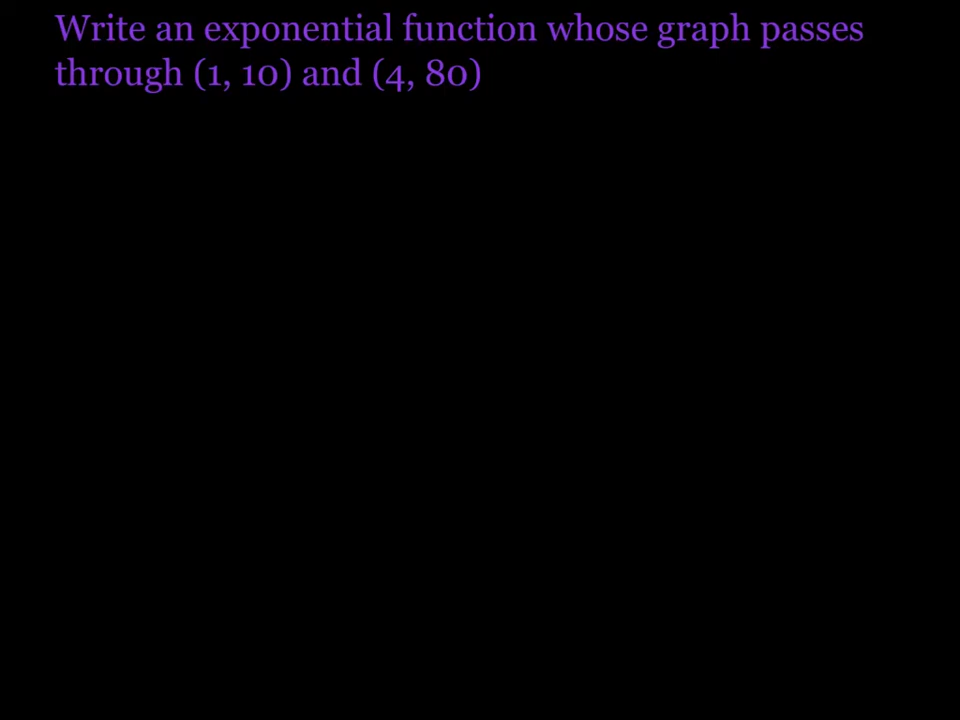 Write an exponential function whose graph passes
through (1, 10) and (4, 80)